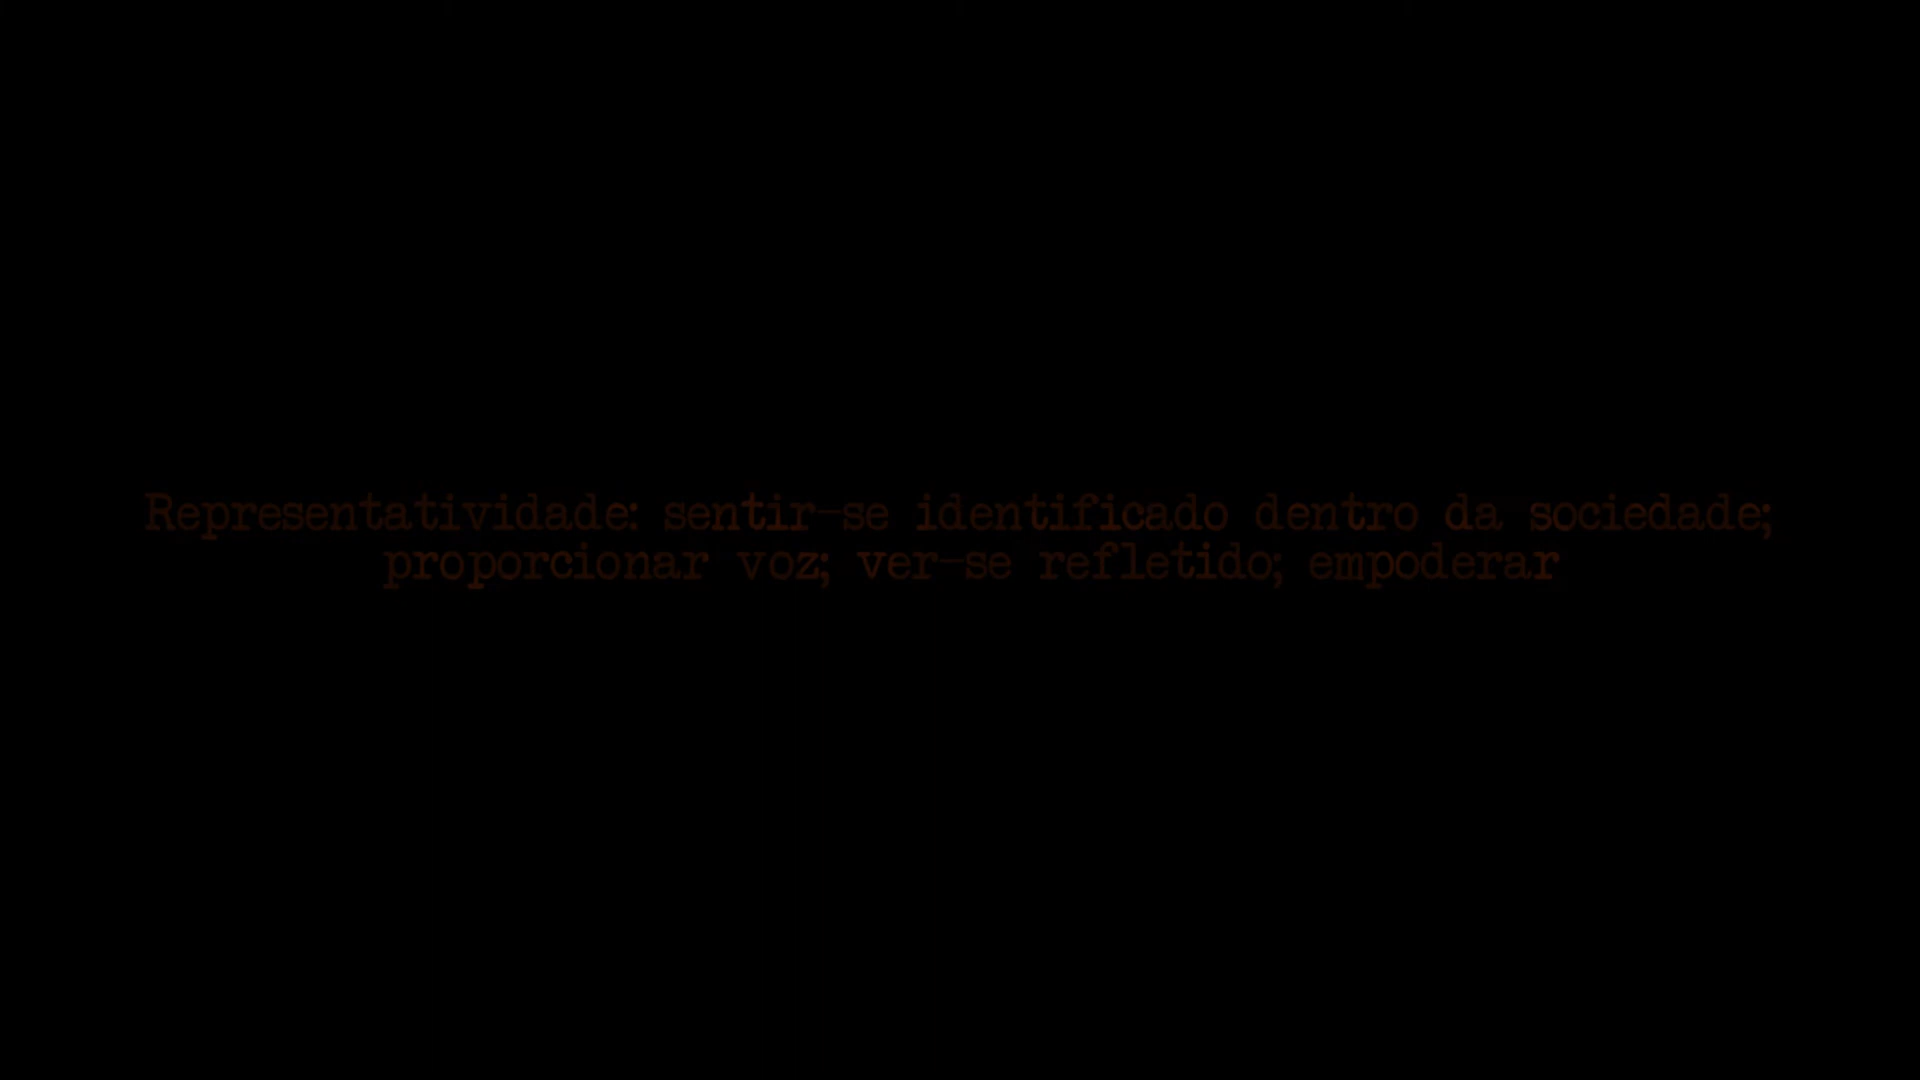 Representatividade: sentir-se identificado dentro da sociedade;
proporcionar voz; ver-se refletido; empoderar